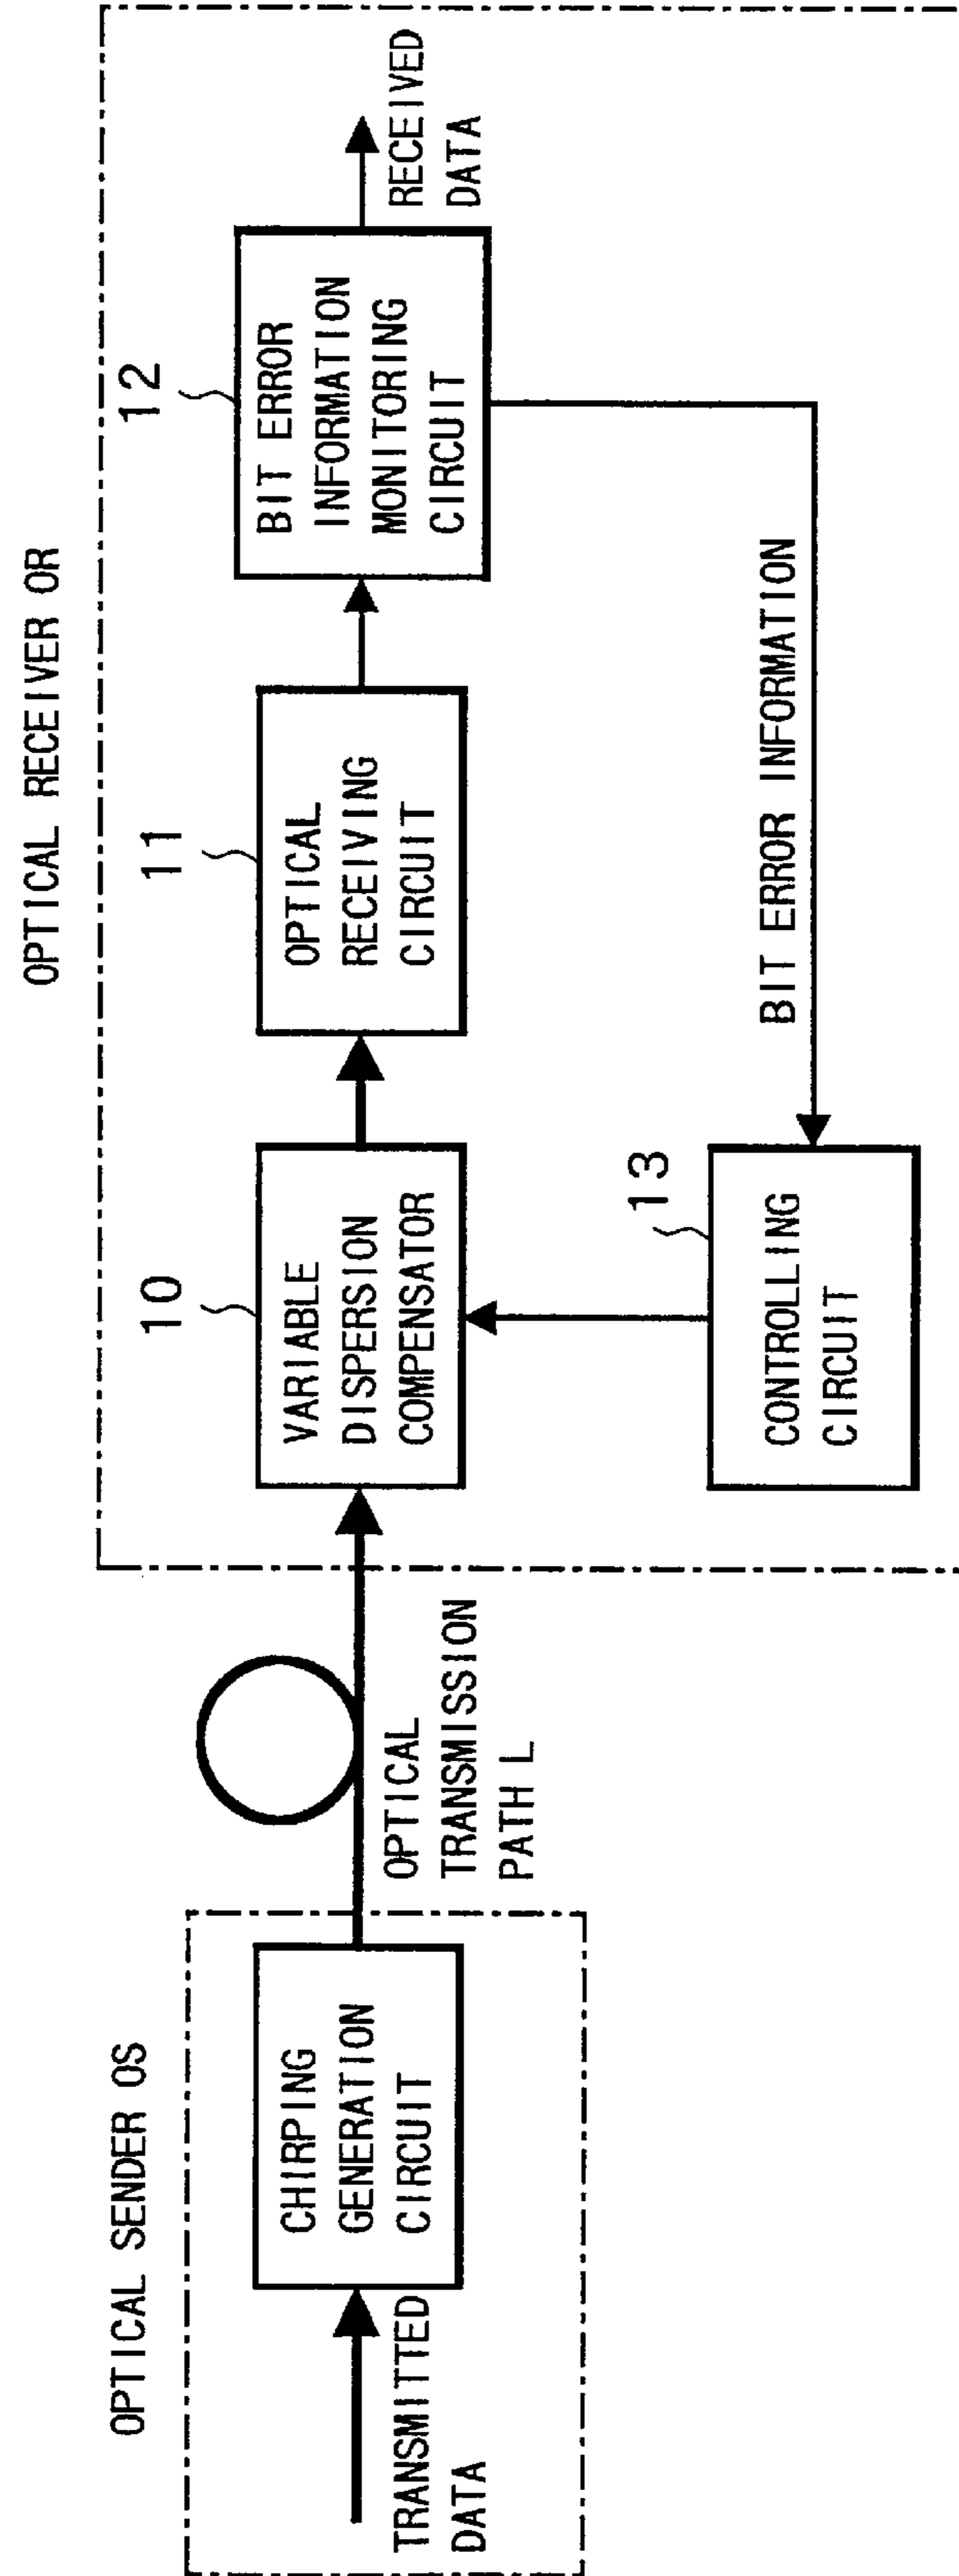 OPTICAL SENDER OS
TRANSMITTED
DATA
CHIRPING
GENERATION
CIRCUIT
OPTICAL
TRANSMISSION
PATH L
OPTICAL RECEIVER OR
10
VARIABLE
DISPERSION
COMPENSATOR
11
OPTICAL
RECEIVING
CIRCUIT
12
BIT ERROR
INFORMATION
MONITORING
CIRCUIT
RECEIVED
DATA
13
CONTROLLING
CIRCUIT
BIT ERROR INFORMATION